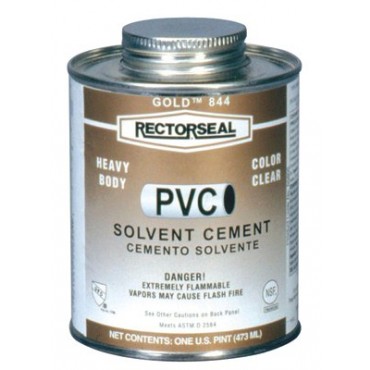 GOLD™ 844
RECTORSEAL
HEAVY BODY
COLOR CLEAR
PVC
SOLVENT CEMENT
CEMENTO SOLVENTE
DANGER!
EXTREMELY FLAMMABLE
VAPORS MAY CAUSE FLASH FIRE
See Other Cautions on Back Panel
Meets ASTM D 2564
NSF
NET CONTENTS: ONE U.S. PINT (473 ML)